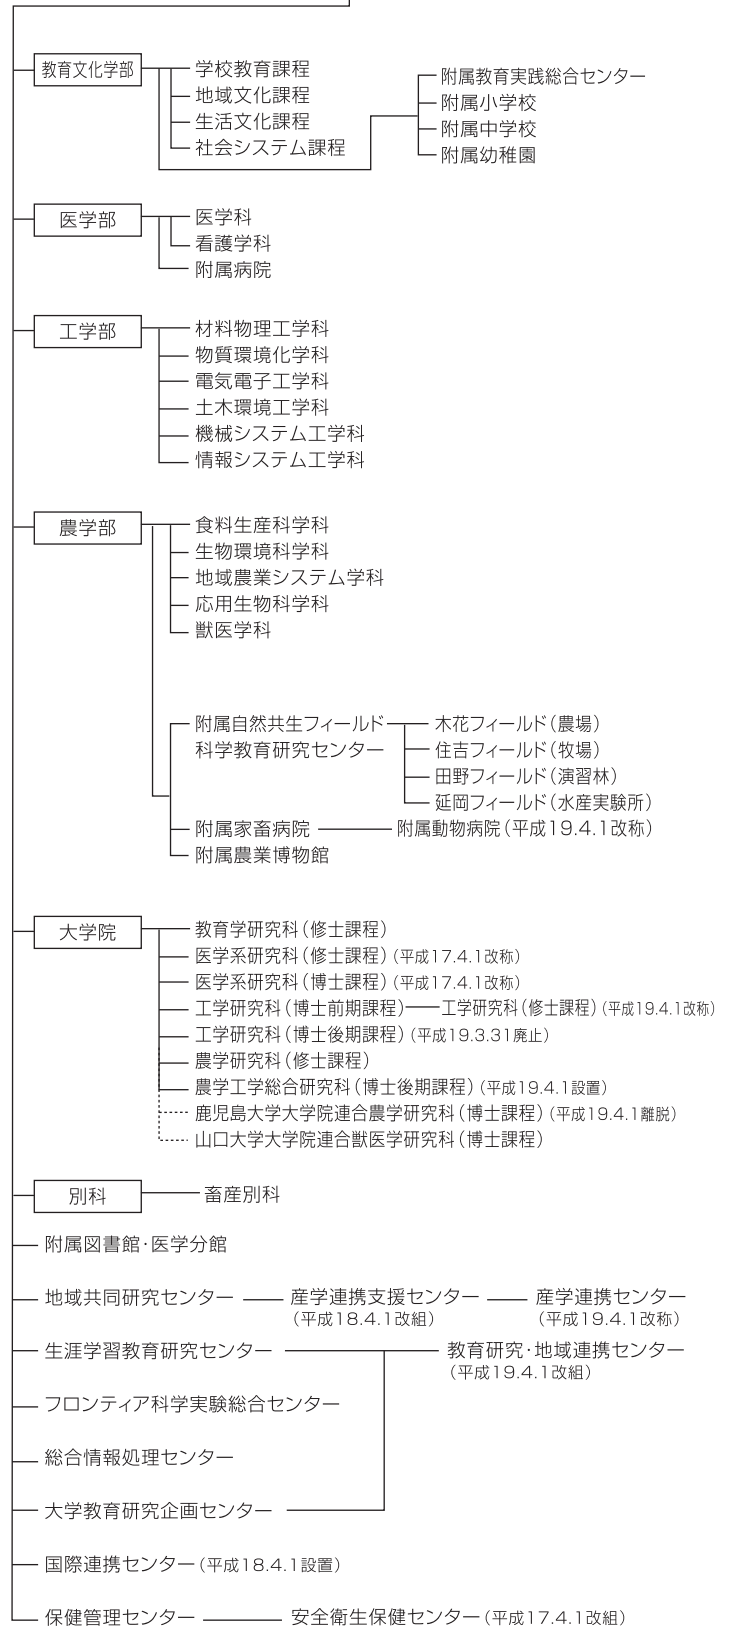 教育文化学部
学校教育課程
地域文化課程
生活文化課程
社会システム課程
附属教育実践総合センター
附属小学校
附属中学校
附属幼稚園
医学部
医学科
看護学科
附属病院
工学部
材料物理工学科
物質環境化学科
電気電子工学科
土木環境工学科
機械システム工学科
情報システム工学科
農学部
食料生産科学科
生物環境科学科
地域農業システム学科
応用生物科学科
獣医学科
附属自然共生フィールド
科学教育研究センター
木花フィールド（農場）
住吉フィールド（牧場）
田野フィールド（演習林）
延岡フィールド（水産実験所）
附属家畜病院
附属動物病院（平成19.4.1改称）
附属農業博物館
大学院
教育学研究科（修士課程）
医学系研究科（修士課程）（平成17.4.1改称）
医学系研究科（博士課程）（平成17.4.1改称）
工学研究科（博士前期課程）
工学研究科（修士課程）（平成19.4.1改称）
工学研究科（博士後期課程）（平成19.3.31廃止）
農学研究科（修士課程）
農学工学総合研究科（博士後期課程）（平成19.4.1設置）
鹿児島大学大学院連合農学研究科（博士課程）（平成19.4.1離脱）
山口大学大学院連合獣医学研究科（博士課程）
別科
畜産別科
附属図書館・医学分館
地域共同研究センター
産学連携支援センター
（平成18.4.1改組）
産学連携センター
（平成19.4.1改称）
生涯学習教育研究センター
教育研究・地域連携センター
（平成19.4.1改組）
フロンティア科学実験総合センター
総合情報処理センター
大学教育研究企画センター
国際連携センター（平成18.4.1設置）
保健管理センター
安全衛生保健センター（平成17.4.1改組）